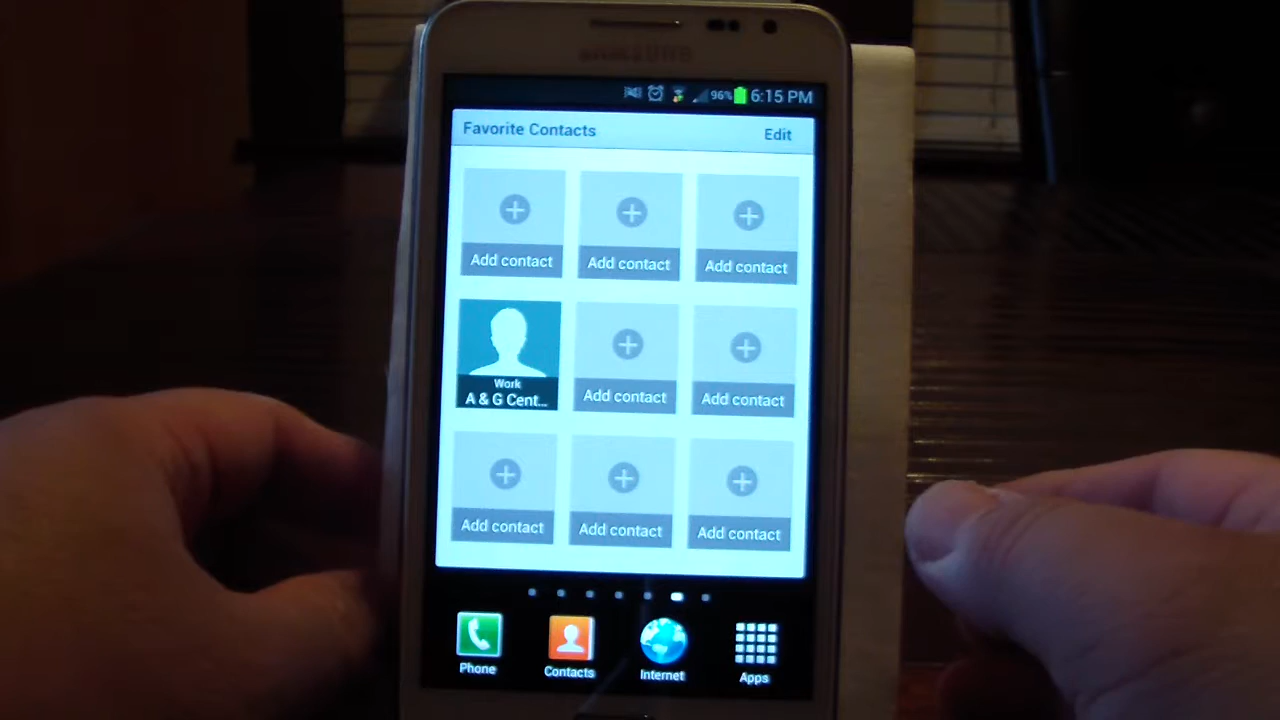 SAMSUNG
96% 6:15 PM
Favorite Contacts Edit
Add contact Add contact Add contact
Work
A & G Cent... Add contact Add contact
Add contact Add contact Add contact
Phone Contacts Internet Apps